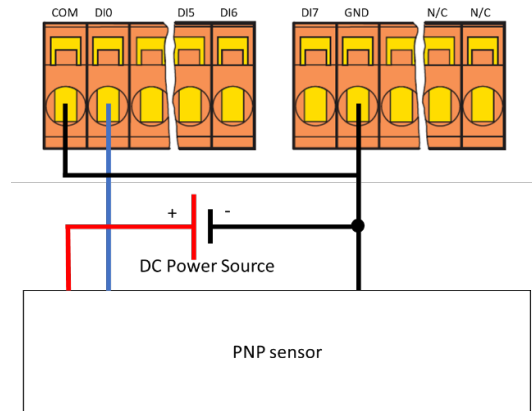 COM DI0 DI5 DI6 DI7 GND N/C N/C
+ -
DC Power Source
PNP sensor